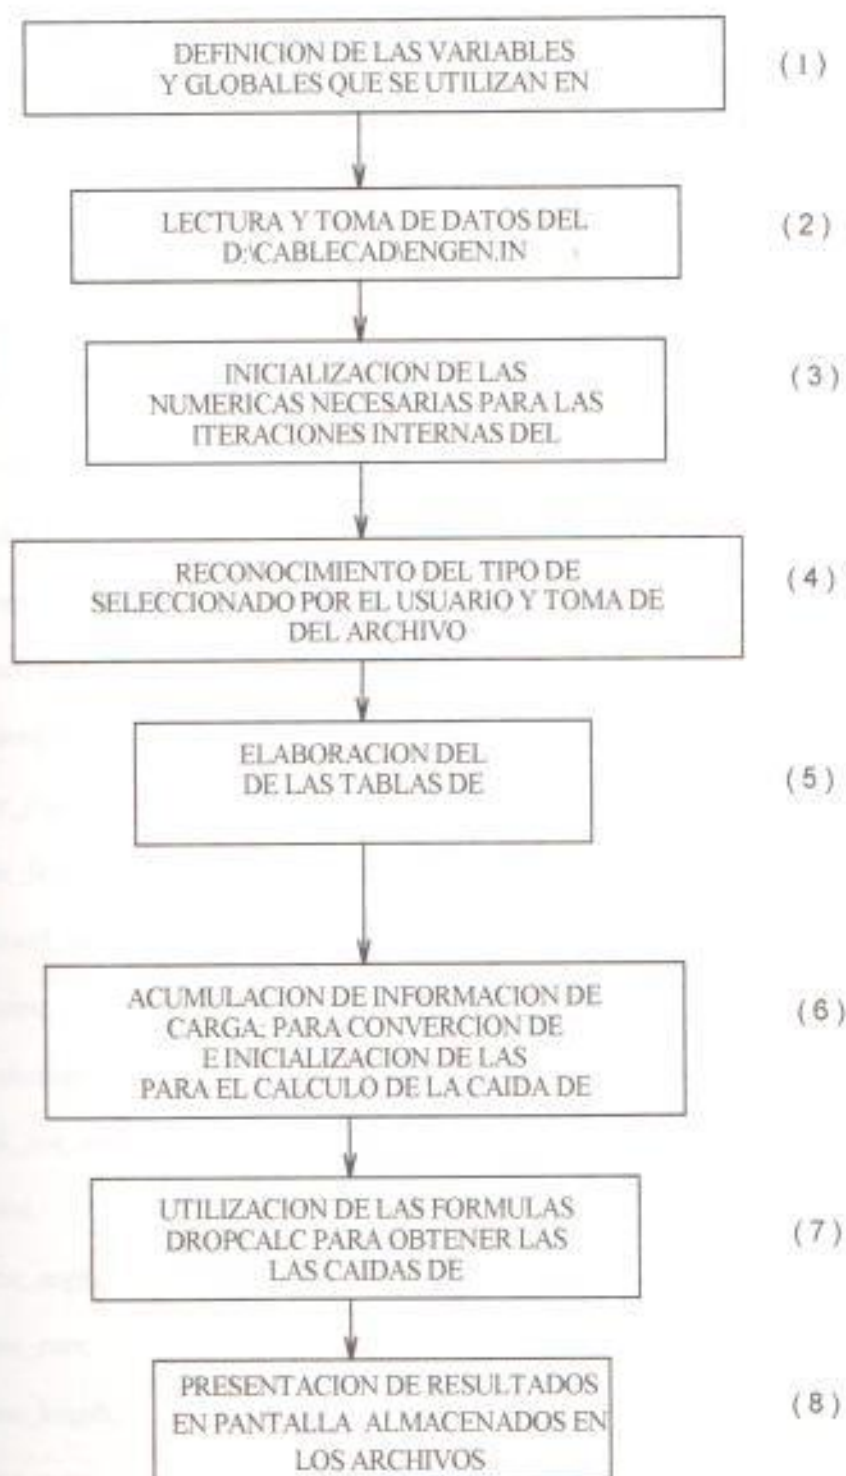 DEFINICION DE LAS VARIABLES
Y GLOBALES QUE SE UTILIZAN EN
(1)
LECTURA Y TOMA DE DATOS DEL
D:\CABLECAD\ENGEN.IN
(2)
INICIALIZACION DE LAS
NUMERICAS NECESARIAS PARA LAS
ITERACIONES INTERNAS DEL
(3)
RECONOCIMIENTO DEL TIPO DE
SELECCIONADO POR EL USUARIO Y TOMA DE
DEL ARCHIVO
(4)
ELABORACION DEL
DE LAS TABLAS DE
(5)
ACUMULACION DE INFORMACION DE
CARGA; PARA CONVERCION DE
E INICIALIZACION DE LAS
PARA EL CALCULO DE LA CAIDA DE
(6)
UTILIZACION DE LAS FORMULAS
DROPCALC PARA OBTENER LAS
LAS CAIDAS DE
(7)
PRESENTACION DE RESULTADOS
EN PANTALLA ALMACENADOS EN
LOS ARCHIVOS
(8)